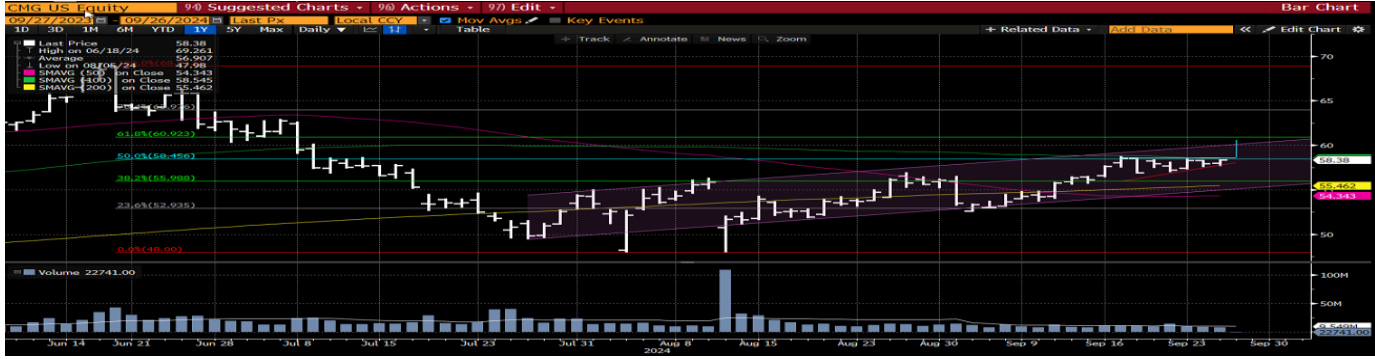 CMG US Equity 94) Suggested Charts 96) Actions 97) Edit Bar Chart
09/27/2023 - 09/26/2024 Last Px Local CCY Mov Avgs Key Events
1D 3D 1M 6M YTD 1Y 5Y Max Daily Table + Related Data Add Data « Edit Chart
Track Annotate News Zoom
Last Price 58.38
High on 06/18/24 69.261
Average 56.907
Low on 08/05/24 47.98
SMAVG (50) on Close 54.343
SMAVG (100) on Close 58.545
SMAVG (200) on Close 55.462
70
65
61.8%(60.923)
60
50.0%(58.456)
58.38
38.2%(55.988)
55.462
54.343
23.6%(52.935)
50
0.0%(48.00)
Volume 22741.00
100M
50M
9.549M
22741.00
Jun 14 Jun 21 Jun 28 Jul 8 Jul 15 Jul 23 Jul 31 Aug 8 Aug 15 Aug 23 Aug 30 Sep 9 Sep 16 Sep 23 Sep 30
2024